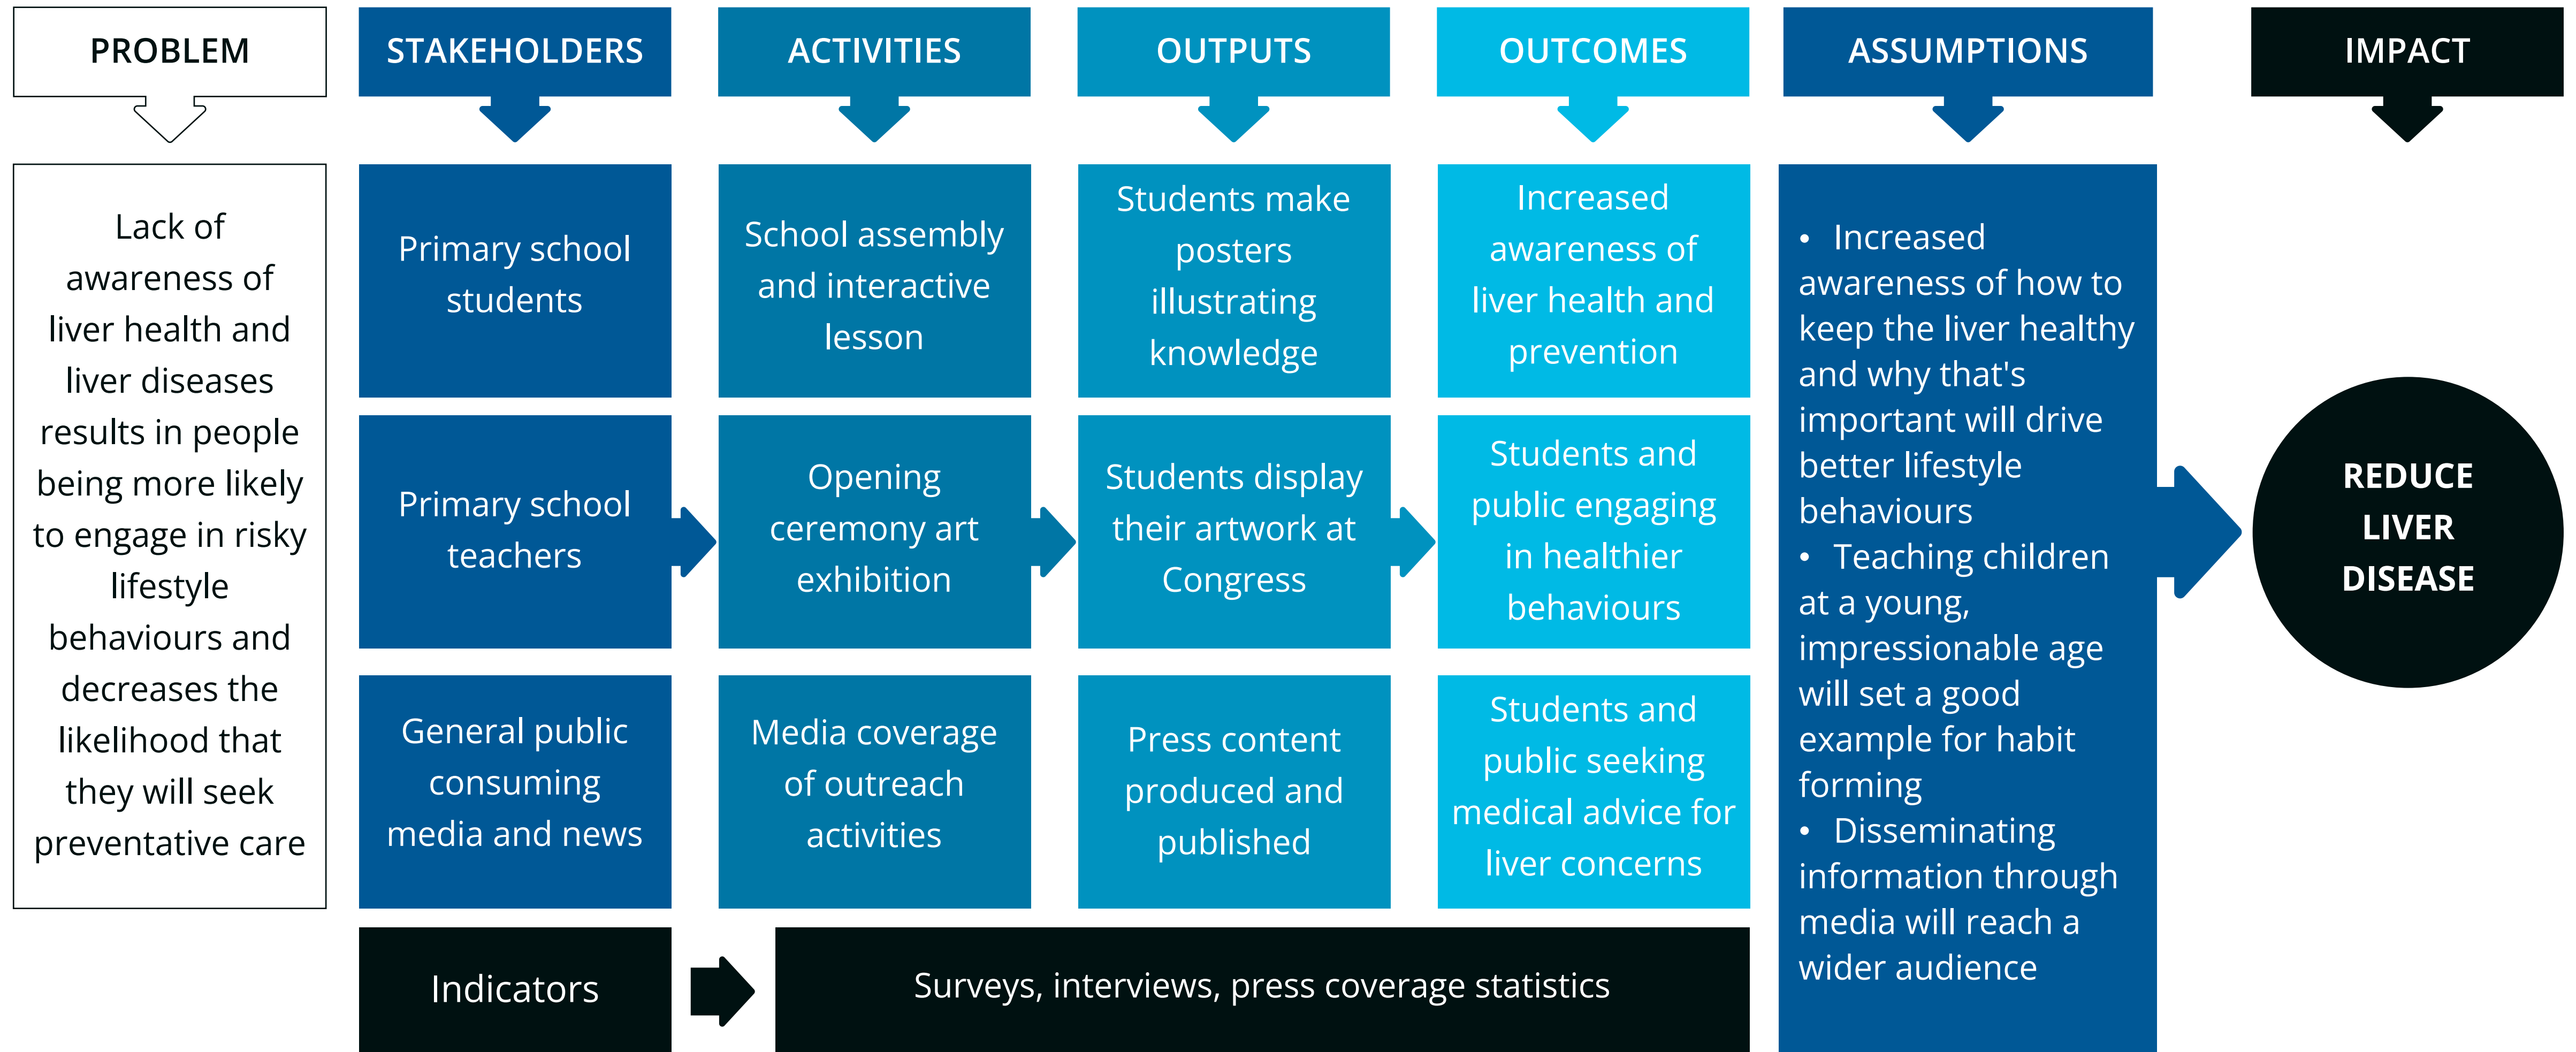 PROBLEM
STAKEHOLDERS
ACTIVITIES
OUTPUTS
OUTCOMES
ASSUMPTIONS
IMPACT
Lack of
awareness of
liver health and
liver diseases
results in people
being more likely
to engage in risky
lifestyle
behaviours and
decreases the
likelihood that
they will seek
preventative care
Primary school
students
School assembly
and interactive
lesson
Students make
posters
illustrating
knowledge
Increased
awareness of
liver health and
prevention
Primary school
teachers
Opening
ceremony art
exhibition
Students display
their artwork at
Congress
Students and
public engaging
in healthier
behaviours
General public
consuming
media and news
Media coverage
of outreach
activities
Press content
produced and
published
Students and
public seeking
medical advice for
liver concerns
Indicators
Surveys, interviews, press coverage statistics
• Increased
awareness of how to
keep the liver healthy
and why that's
important will drive
better lifestyle
behaviours
• Teaching children
at a young,
impressionable age
will set a good
example for habit
forming
• Disseminating
information through
media will reach a
wider audience
REDUCE
LIVER
DISEASE